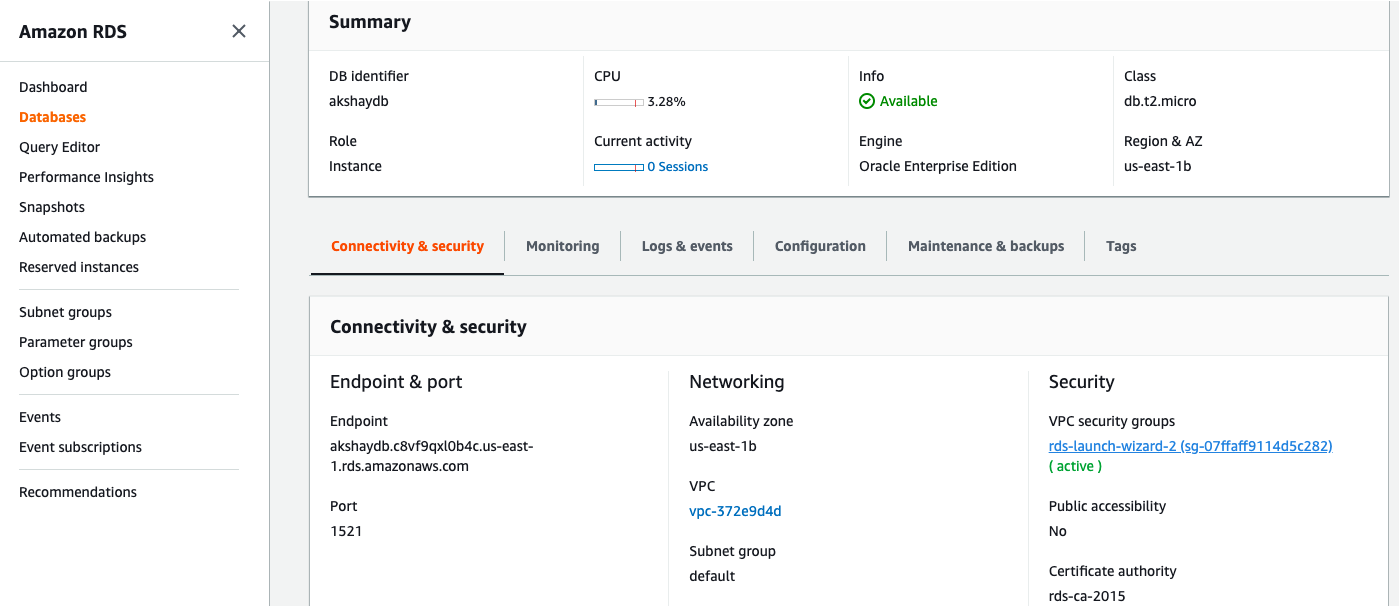 Amazon RDS
Dashboard
Databases
Query Editor
Performance Insights
Snapshots
Automated backups
Reserved instances
Subnet groups
Parameter groups
Option groups
Events
Event subscriptions
Recommendations
Summary
DB identifier
akshaydb
CPU
3.28%
Info
Available
Class
db.t2.micro
Role
Instance
Current activity
0 Sessions
Engine
Oracle Enterprise Edition
Region & AZ
us-east-1b
Connectivity & security
Monitoring
Logs & events
Configuration
Maintenance & backups
Tags
Connectivity & security
Endpoint & port
Endpoint
akshaydb.c8vf9qxl0b4c.us-east-
1.rds.amazonaws.com
Port
1521
Networking
Availability zone
us-east-1b
VPC
vpc-372e9d4d
Subnet group
default
Security
VPC security groups
rds-launch-wizard-2 (sg-07ffaff9114d5c282)
( active )
Public accessibility
No
Certificate authority
rds-ca-2015